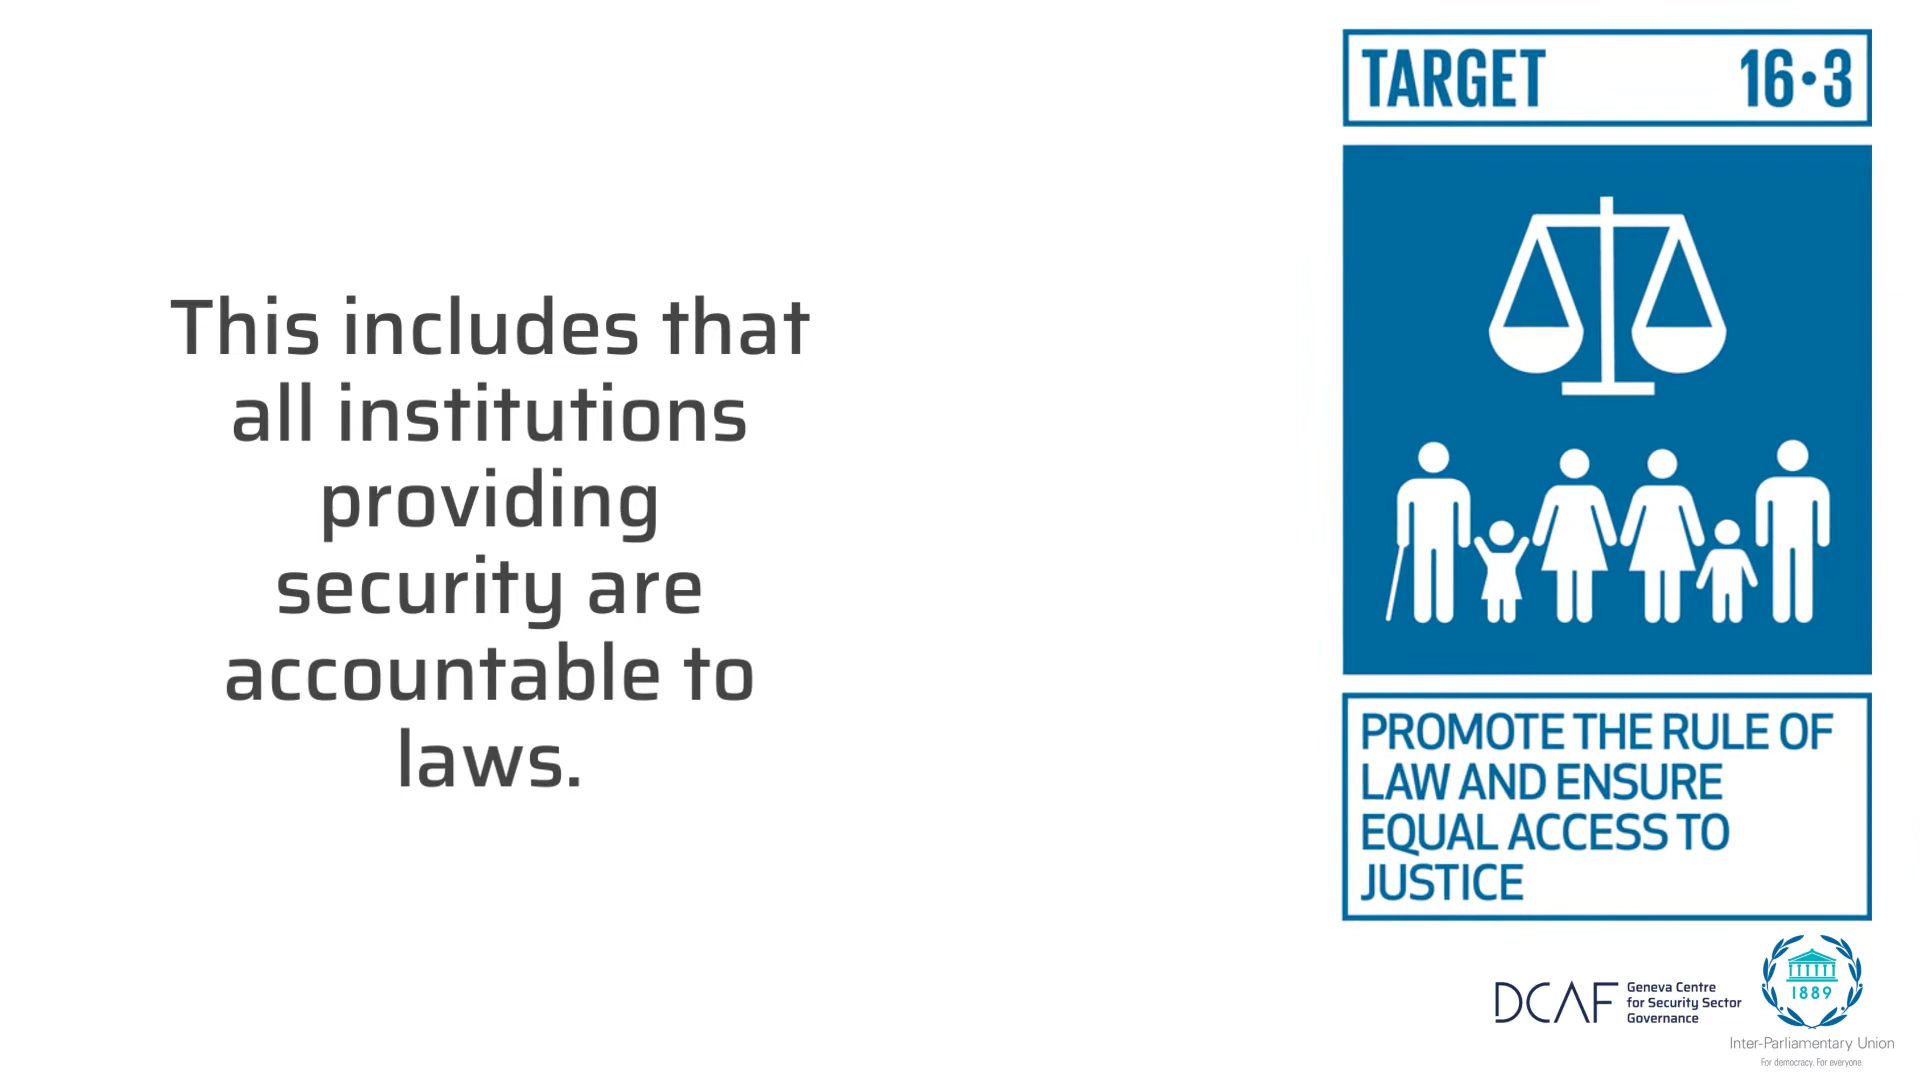 This includes that
all institutions
providing
security are
accountable to
laws.
TARGET 16·3
PROMOTE THE RULE OF
LAW AND ENSURE
EQUAL ACCESS TO
JUSTICE
DCAF
Geneva Centre
for Security Sector
Governance
1889
Inter-Parliamentary Union
For democracy. For everyone.